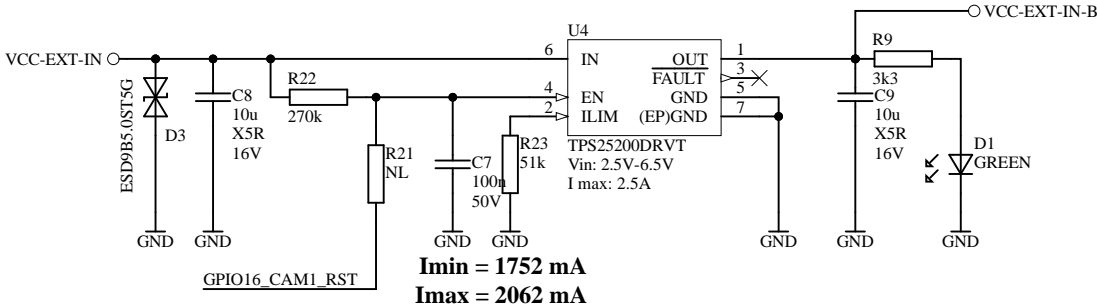 VCC-EXT-IN-B
U4
VCC-EXT-IN
6 IN OUT 1
R9
3k3
FAULT 3
R22
270k
4 EN GND 5
2 ILIM (EP)GND 7
ESD9B5.0ST5G
D3
C8
10u
X5R
16V
R21
NL
C7
100n
50V
R23
51k
TPS25200DRVT
Vin: 2.5V-6.5V
I max: 2.5A
C9
10u
X5R
16V
D1
GREEN
GND GND GND GND GND GND GND
GPIO16_CAM1_RST
Imin = 1752 mA
Imax = 2062 mA